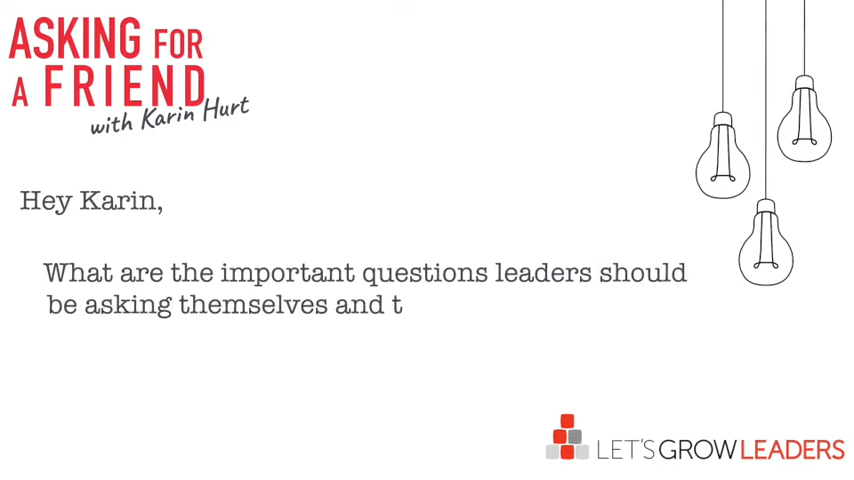 ASKING FOR
A FRIEND
with Karin Hurt
Hey Karin,
What are the important questions leaders should
be asking themselves and t
LET'S GROW LEADERS